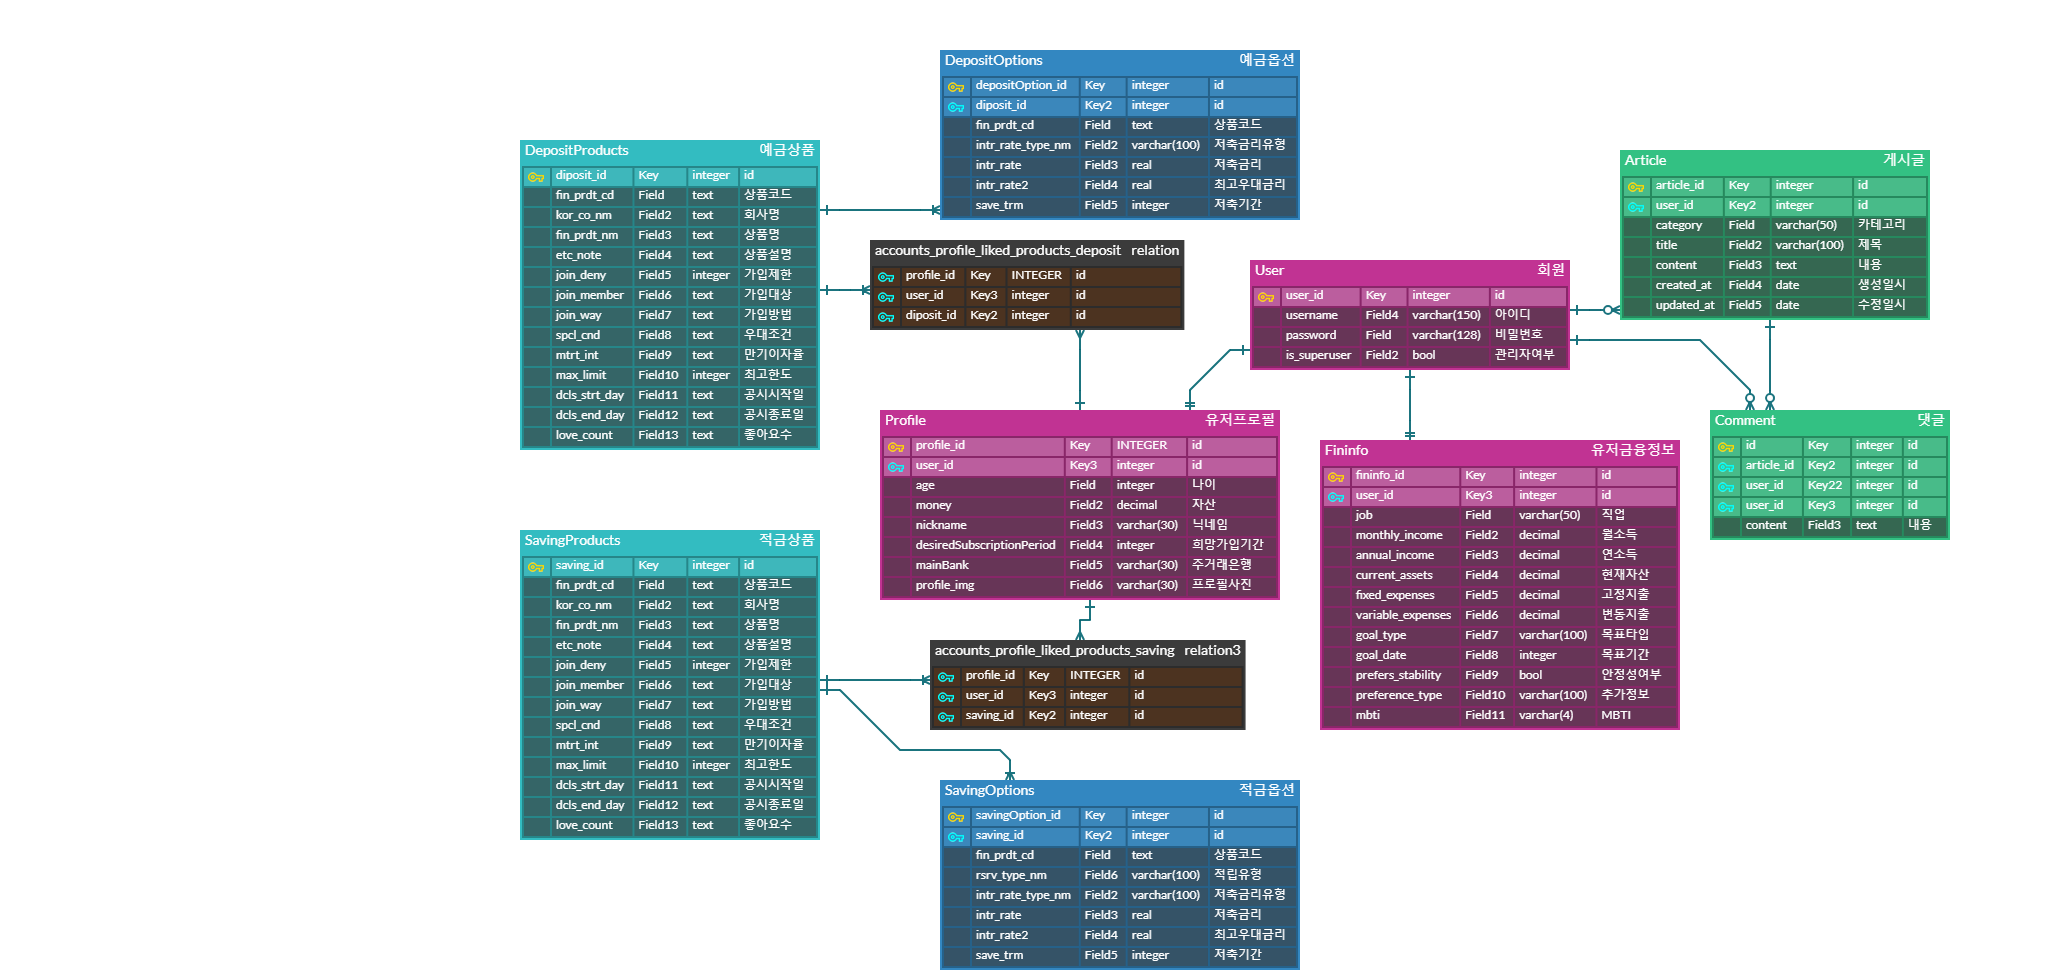 DepositOptions 예금옵션
depositOption_id Key integer id
diposit_id Key2 integer id
fin_prdt_cd Field text 상품코드
intr_rate_type_nm Field2 varchar(100) 저축금리유형
intr_rate Field3 real 저축금리
intr_rate2 Field4 real 최고우대금리
save_trm Field5 integer 저축기간
DepositProducts 예금상품
diposit_id Key integer id
fin_prdt_cd Field text 상품코드
kor_co_nm Field2 text 회사명
fin_prdt_nm Field3 text 상품명
etc_note Field4 text 상품설명
join_deny Field5 integer 가입제한
join_member Field6 text 가입대상
join_way Field7 text 가입방법
spcl_cnd Field8 text 우대조건
mtrt_int Field9 text 만기이자율
max_limit Field10 integer 최고한도
dcls_strt_day Field11 text 공시시작일
dcls_end_day Field12 text 공시종료일
love_count Field13 text 좋아요수
accounts_profile_liked_products_deposit relation
profile_id Key INTEGER id
user_id Key3 integer id
diposit_id Key2 integer id
Article 게시글
article_id Key integer id
user_id Key2 integer id
category Field varchar(50) 카테고리
title Field2 varchar(100) 제목
content Field3 text 내용
created_at Field4 date 생성일시
updated_at Field5 date 수정일시
User 회원
user_id Key integer id
username Field4 varchar(150) 아이디
password Field varchar(128) 비밀번호
is_superuser Field2 bool 관리자여부
Profile 유저프로필
profile_id Key INTEGER id
user_id Key3 integer id
age Field integer 나이
money Field2 decimal 자산
nickname Field3 varchar(30) 닉네임
desiredSubscriptionPeriod Field4 integer 희망가입기간
mainBank Field5 varchar(30) 주거래은행
profile_img Field6 varchar(30) 프로필사진
Fininfo 유저금융정보
fininfo_id Key integer id
user_id Key3 integer id
job Field varchar(50) 직업
monthly_income Field2 decimal 월소득
annual_income Field3 decimal 연소득
current_assets Field4 decimal 현재자산
fixed_expenses Field5 decimal 고정지출
variable_expenses Field6 decimal 변동지출
goal_type Field7 varchar(100) 목표타입
goal_date Field8 integer 목표기간
prefers_stability Field9 bool 안정성여부
preference_type Field10 varchar(100) 추가정보
mbti Field11 varchar(4) MBTI
Comment 댓글
id Key integer id
article_id Key2 integer id
user_id Key22 integer id
user_id Key3 integer id
content Field3 text 내용
SavingProducts 적금상품
saving_id Key integer id
fin_prdt_cd Field text 상품코드
kor_co_nm Field2 text 회사명
fin_prdt_nm Field3 text 상품명
etc_note Field4 text 상품설명
join_deny Field5 integer 가입제한
join_member Field6 text 가입대상
join_way Field7 text 가입방법
spcl_cnd Field8 text 우대조건
mtrt_int Field9 text 만기이자율
max_limit Field10 integer 최고한도
dcls_strt_day Field11 text 공시시작일
dcls_end_day Field12 text 공시종료일
love_count Field13 text 좋아요수
accounts_profile_liked_products_saving relation3
profile_id Key INTEGER id
user_id Key3 integer id
saving_id Key2 integer id
SavingOptions 적금옵션
savingOption_id Key integer id
saving_id Key2 integer id
fin_prdt_cd Field text 상품코드
rsrv_type_nm Field6 varchar(100) 적립유형
intr_rate_type_nm Field2 varchar(100) 저축금리유형
intr_rate Field3 real 저축금리
intr_rate2 Field4 real 최고우대금리
save_trm Field5 integer 저축기간